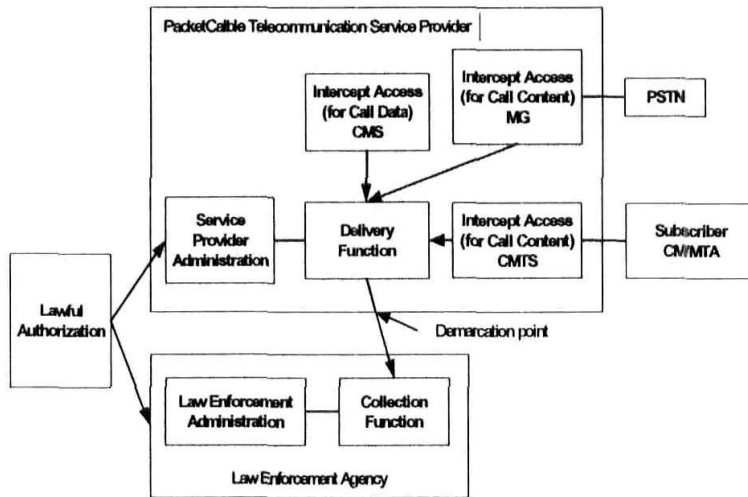 PacketCalble Telecommunication Service Provider
Intercept Access
(for Call Data)
CMS
Intercept Access
(for Call Content)
MG
PSTN
Service
Provider
Administration
Delivery
Function
Intercept Access
(for Call Content)
CMTS
Subscriber
CM/MTA
Lawful
Authorization
Demarcation point
Law Enforcement
Administration
Collection
Function
Law Enforcement Agency